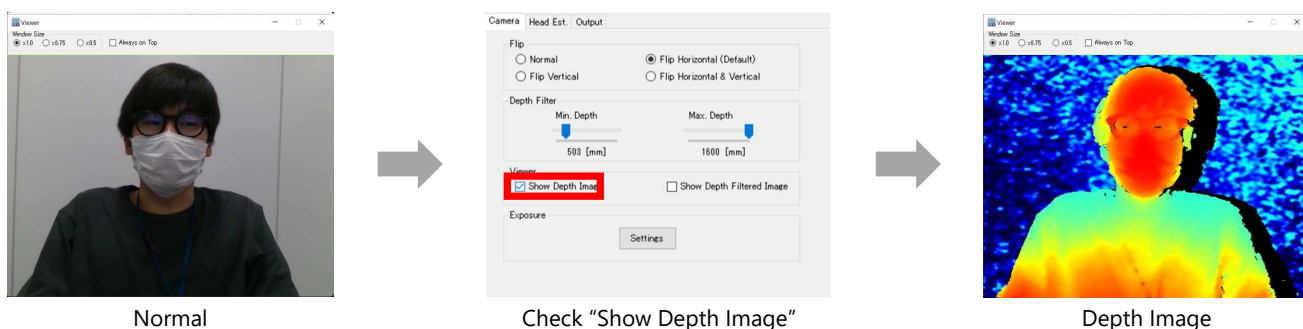 Viewer
Window Size
x1.0 x0.75 x0.5 Always on Top
Normal
Camera Head Est. Output
Flip
Normal Flip Horizontal (Default)
Flip Vertical Flip Horizontal & Vertical
Depth Filter
Min. Depth Max. Depth
503 [mm] 1600 [mm]
Viewer
Show Depth Image Show Depth Filtered Image
Exposure
Settings
Check “Show Depth Image”
Viewer
Window Size
x1.0 x0.75 x0.5 Always on Top
Depth Image